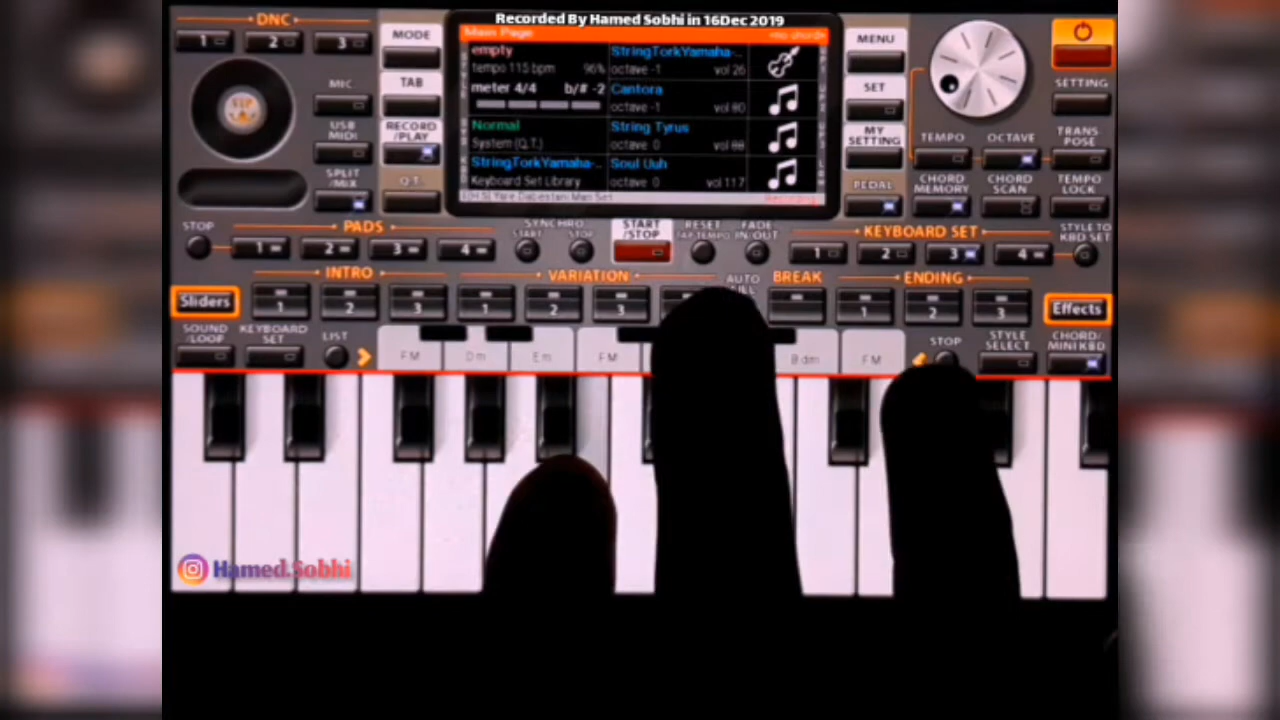 Recorded By Hamed Sobhi in 16Dec 2019
DNC
1 2 3
MODE
Main Page
MENU
empty
StringTorkYamaha-..
tempo 115 bpm 96%
octave -1 vol 26
MIC
TAB
meter 4/4 b/# -2
Cantora
octave -1 vol 80
SET
SETTING
USB
MIDI
RECORD
/PLAY
Normal
System (Q.T.)
String Tyrus
octave 0 vol 88
MY
SETTING
TEMPO
OCTAVE
TRANS
POSE
SPLIT
/MIX
Q.T.
StringTorkYamaha-..
Keyboard Set Library
Soul Uuh
octave 0 vol 117
PEDAL
CHORD
MEMORY
CHORD
SCAN
TEMPO
LOCK
STOP
PADS
1 2 3 4
SYNCHRO
START STOP
START
/STOP
RESET
TAP TEMPO
FADE
IN/OUT
KEYBOARD SET
1 2 3 4
STYLE TO
KBD SET
INTRO
VARIATION
AUTO
BREAK
ENDING
Sliders
1 2 3
1 2 3
1 2 3
Effects
SOUND
/LOOP
KEYBOARD
SET
LIST
STOP
STYLE
SELECT
CHORD/
MINI KBD
FM Dm Em FM Bdm FM
Hamed.Sobhi